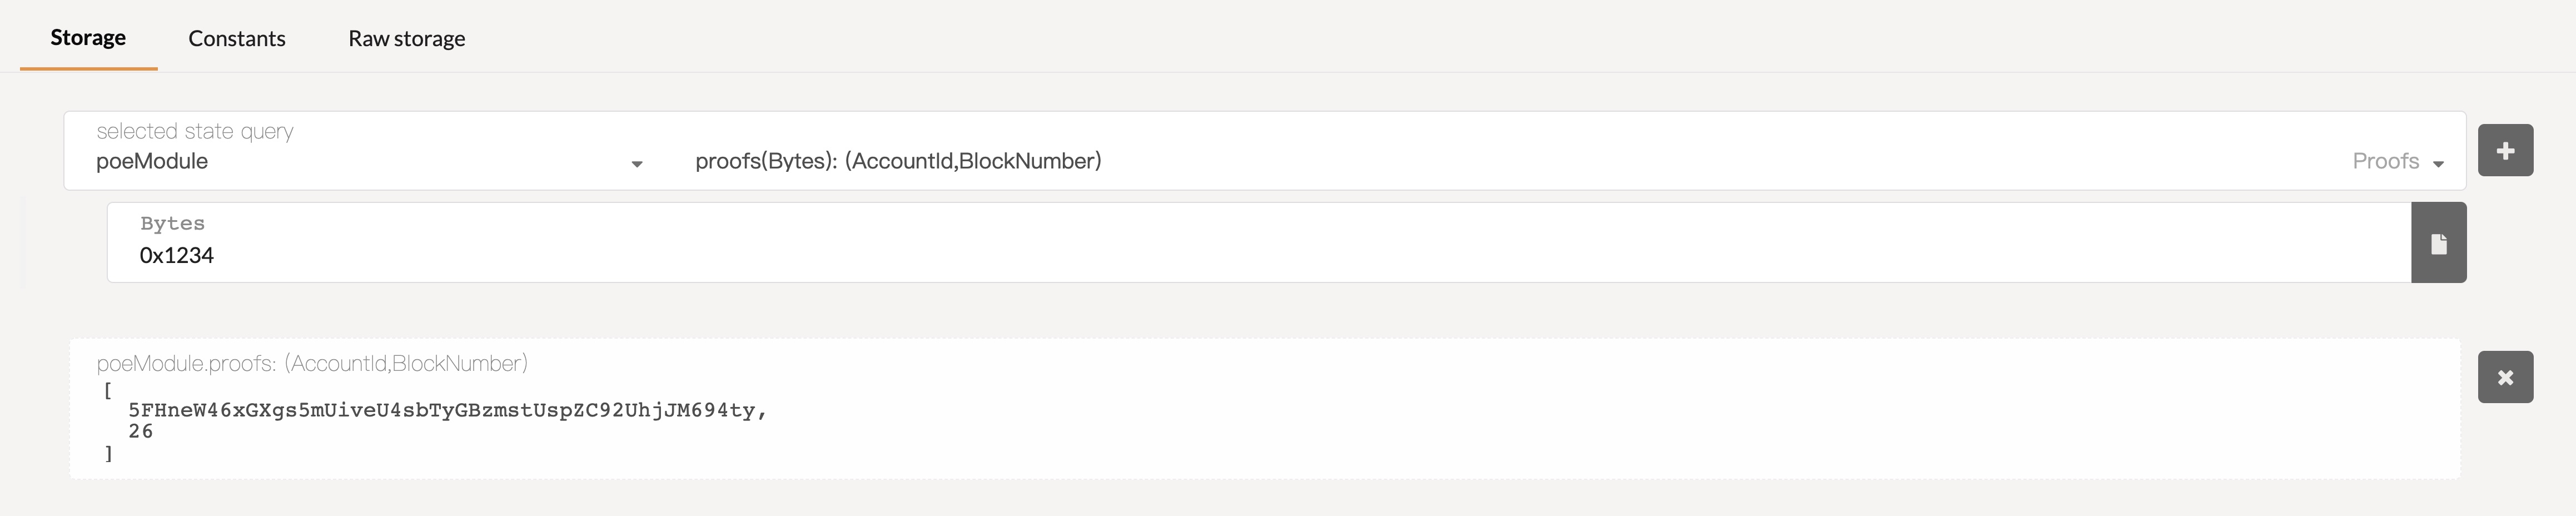 Storage Constants Raw storage
selected state query
poeModule proofs(Bytes): (AccountId,BlockNumber) Proofs
Bytes
0x1234
poeModule.proofs: (AccountId,BlockNumber)
[
5FHneW46xGXgs5mUiveU4sbTyGBzmstUspZC92UhjJM694ty,
26
]